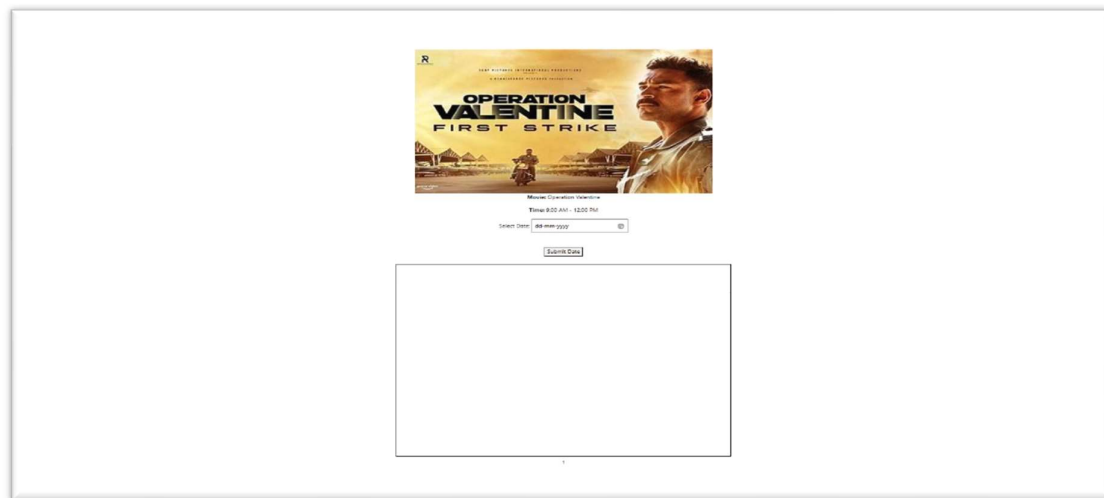 OPERATION
VALENTINE
FIRST STRIKE
Movie: Operation Valentine
Time: 9:00 AM - 12:00 PM
Select Date: dd-mm-yyyy
Submit Date